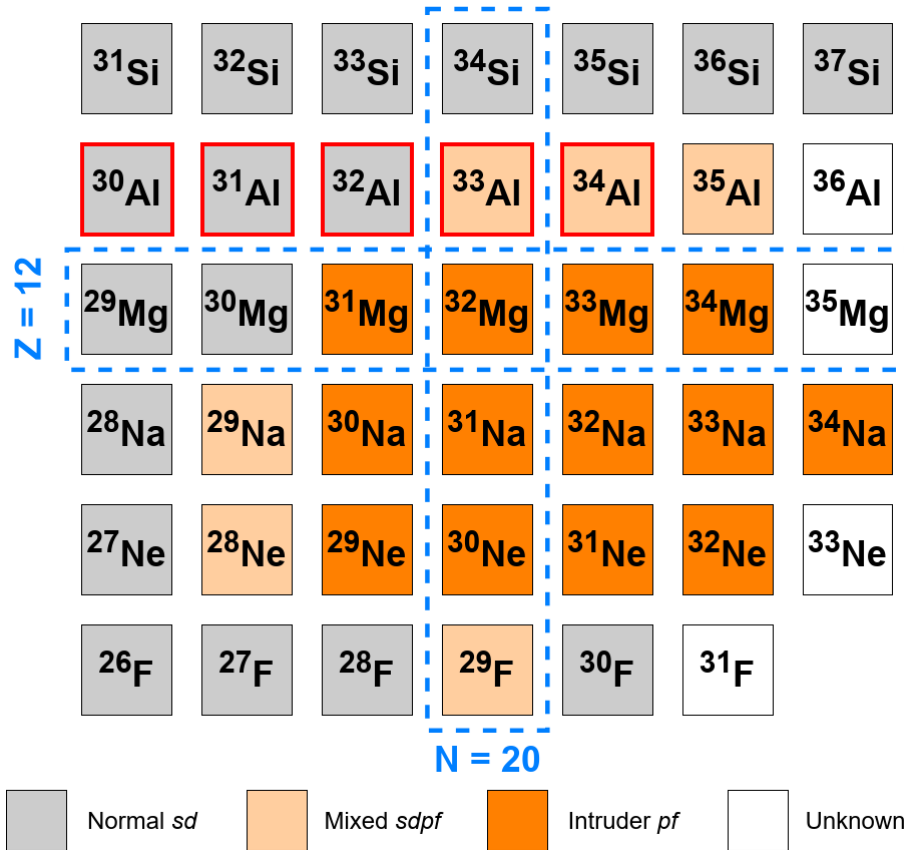 ³¹Si ³²Si ³³Si ³⁴Si ³⁵Si ³⁶Si ³⁷Si
³⁰Al ³¹Al ³²Al ³³Al ³⁴Al ³⁵Al ³⁶Al
Z = 12
²⁹Mg ³⁰Mg ³¹Mg ³²Mg ³³Mg ³⁴Mg ³⁵Mg
²⁸Na ²⁹Na ³⁰Na ³¹Na ³²Na ³³Na ³⁴Na
²⁷Ne ²⁸Ne ²⁹Ne ³⁰Ne ³¹Ne ³²Ne ³³Ne
²⁶F ²⁷F ²⁸F ²⁹F ³⁰F ³¹F
N = 20
Normal sd Mixed sdpf Intruder pf Unknown